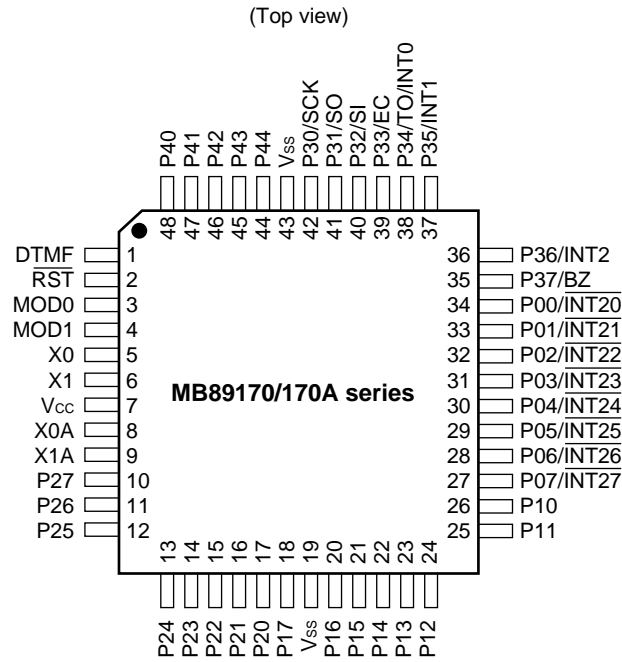 (Top view)
P40
P41
P42
P43
P44
Vss
P30/SCK
P31/SO
P32/SI
P33/EC
P34/TO/INT0
P35/INT1
48
47
46
45
44
43
42
41
40
39
38
37
DTMF 1
RST 2
MOD0 3
MOD1 4
X0 5
X1 6
Vcc 7
X0A 8
X1A 9
P27 10
P26 11
P25 12
MB89170/170A series
36 P36/INT2
35 P37/BZ
34 P00/INT20
33 P01/INT21
32 P02/INT22
31 P03/INT23
30 P04/INT24
29 P05/INT25
28 P06/INT26
27 P07/INT27
26 P10
25 P11
13
14
15
16
17
18
19
20
21
22
23
24
P24
P23
P22
P21
P20
P17
Vss
P16
P15
P14
P13
P12